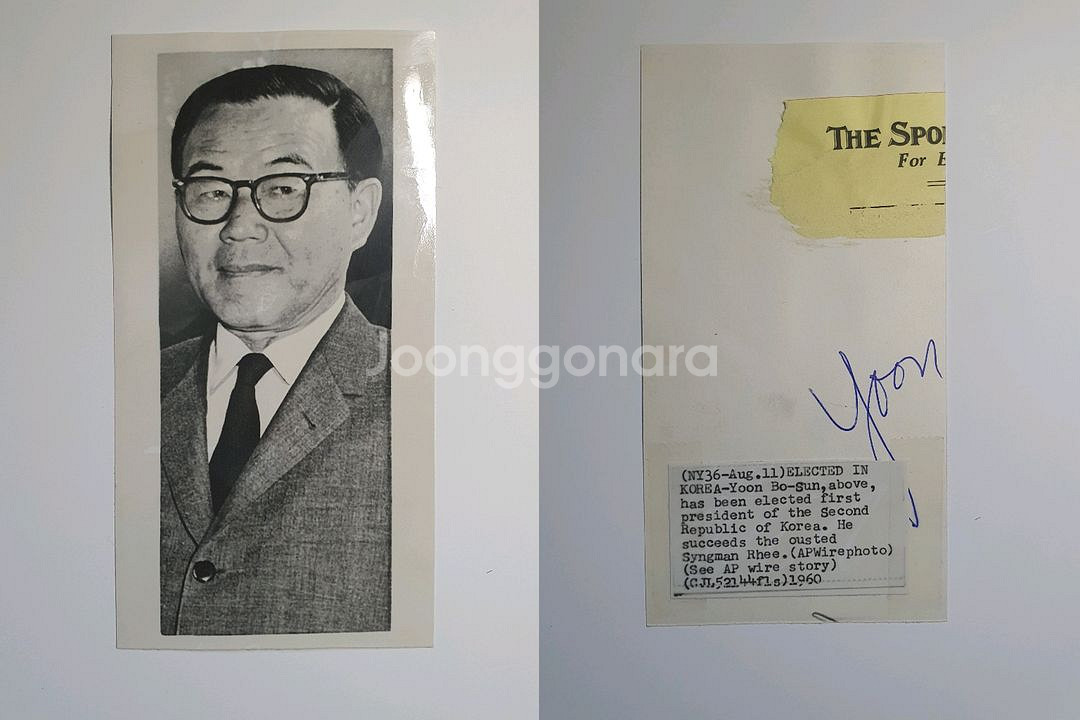 Joonggonara
THE SPO
For E
Yoon
(NY36-Aug.11)ELECTED IN
KOREA-Yoon Bo-Sun,above,
has been elected first
president of the Second
Republic of Korea. He
succeeds the ousted
Syngman Rhee.(APWirephoto)
(See AP wire story)
(CJL52144fls)1960